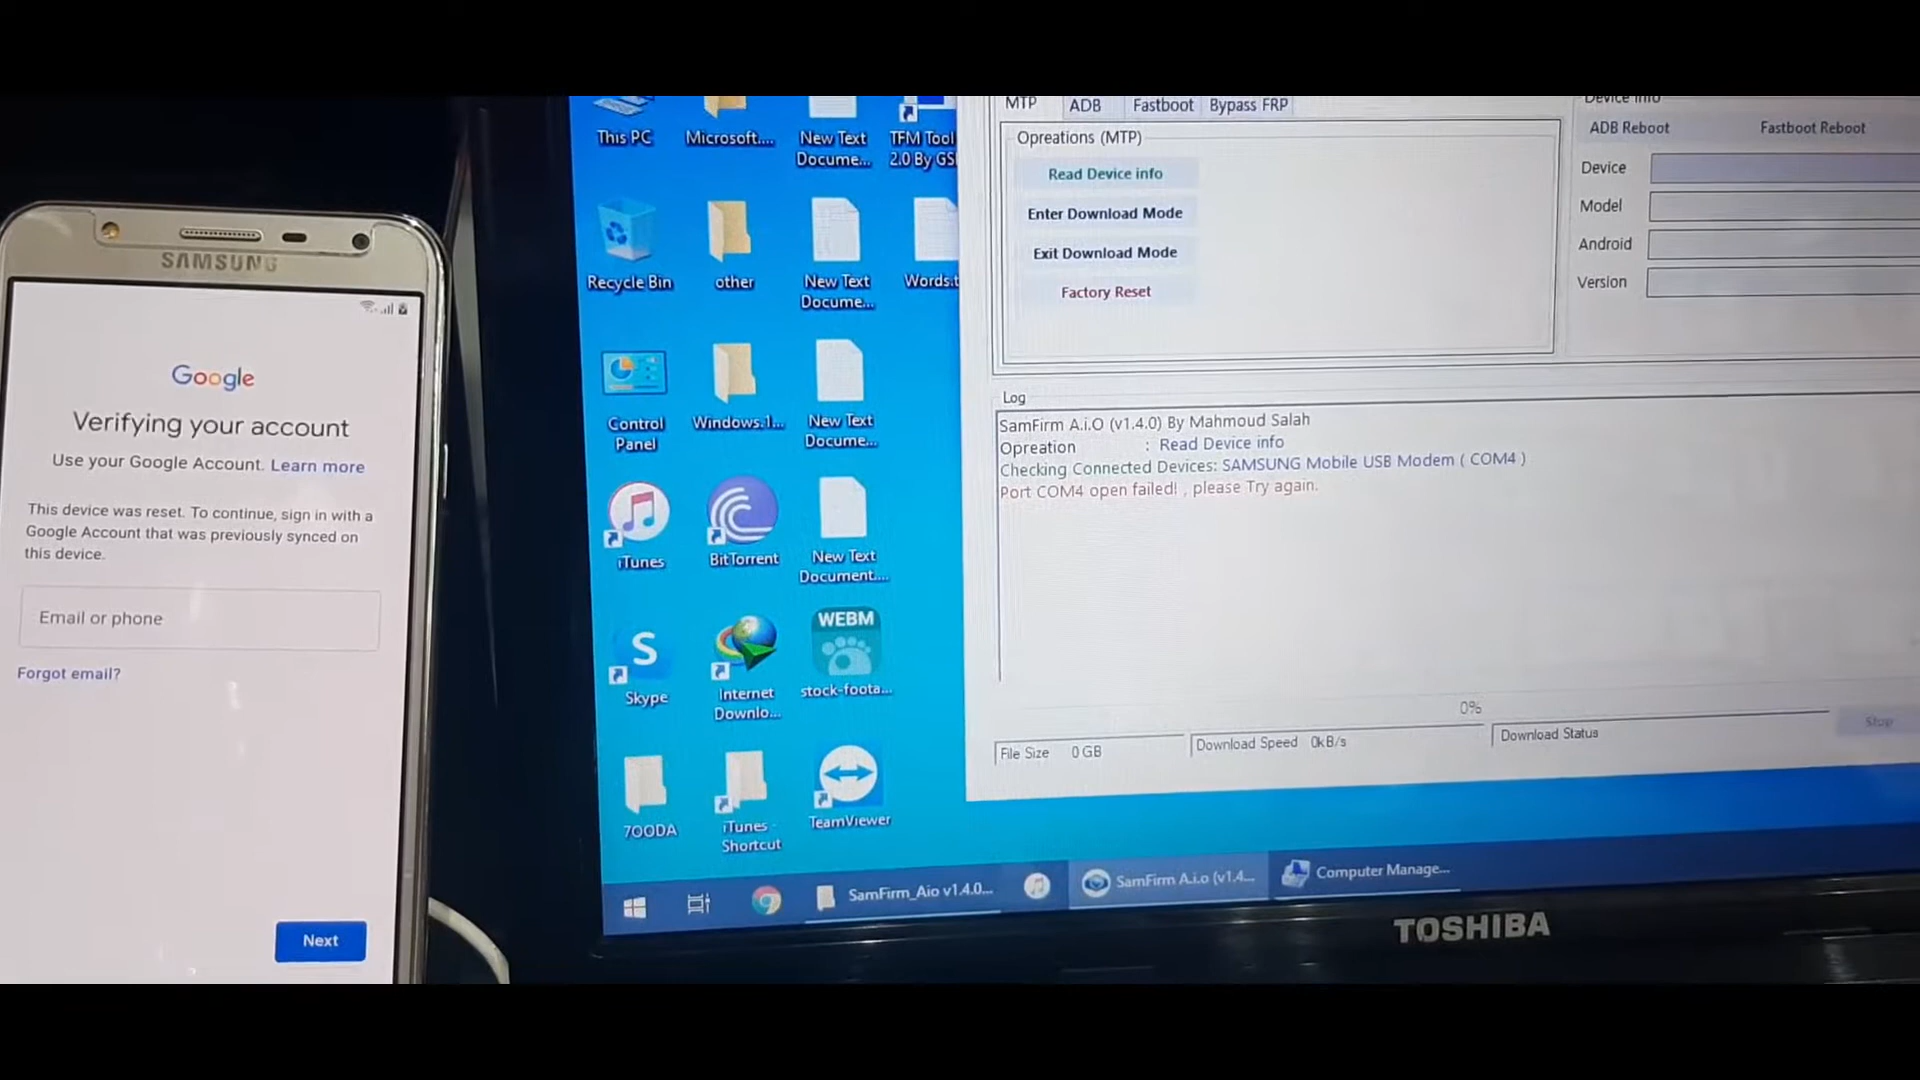 SAMSUNG
Google
Verifying your account
Use your Google Account. Learn more
This device was reset. To continue, sign in with a
Google Account that was previously synced on
this device.
Email or phone
Forgot email?
Next
This PC
Microsoft....
New Text
Docume...
TFM Tool
2.0 By GS
Recycle Bin
other
New Text
Docume...
Words.t
Control
Panel
Windows.1...
New Text
Docume...
iTunes
BitTorrent
New Text
Document....
S
Skype
Internet
Downlo...
WEBM
stock-foota...
7OODA
iTunes -
Shortcut
TeamViewer
MTP
ADB
Fastboot
Bypass FRP
Opreations (MTP)
Read Device info
Enter Download Mode
Exit Download Mode
Factory Reset
Device Info
ADB Reboot
Fastboot Reboot
Device
Model
Android
Version
Log
SamFirm A.i.O (v1.4.0) By Mahmoud Salah
Opreation : Read Device info
Checking Connected Devices: SAMSUNG Mobile USB Modem ( COM4 )
Port COM4 open failed! , please Try again.
0%
File Size 0 GB
Download Speed 0kB/s
Download Status
Stop
SamFirm_Aio v1.4.0...
SamFirm A.i.o (v1.4....
Computer Manage...
TOSHIBA